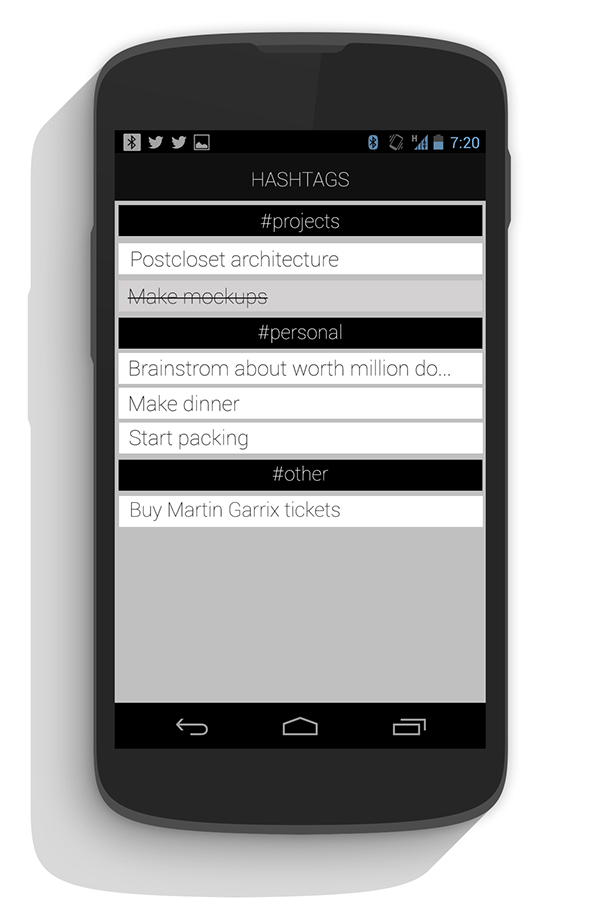 H 7:20
HASHTAGS
#projects
Postcloset architecture
Make mockups
#personal
Brainstrom about worth million do...
Make dinner
Start packing
#other
Buy Martin Garrix tickets